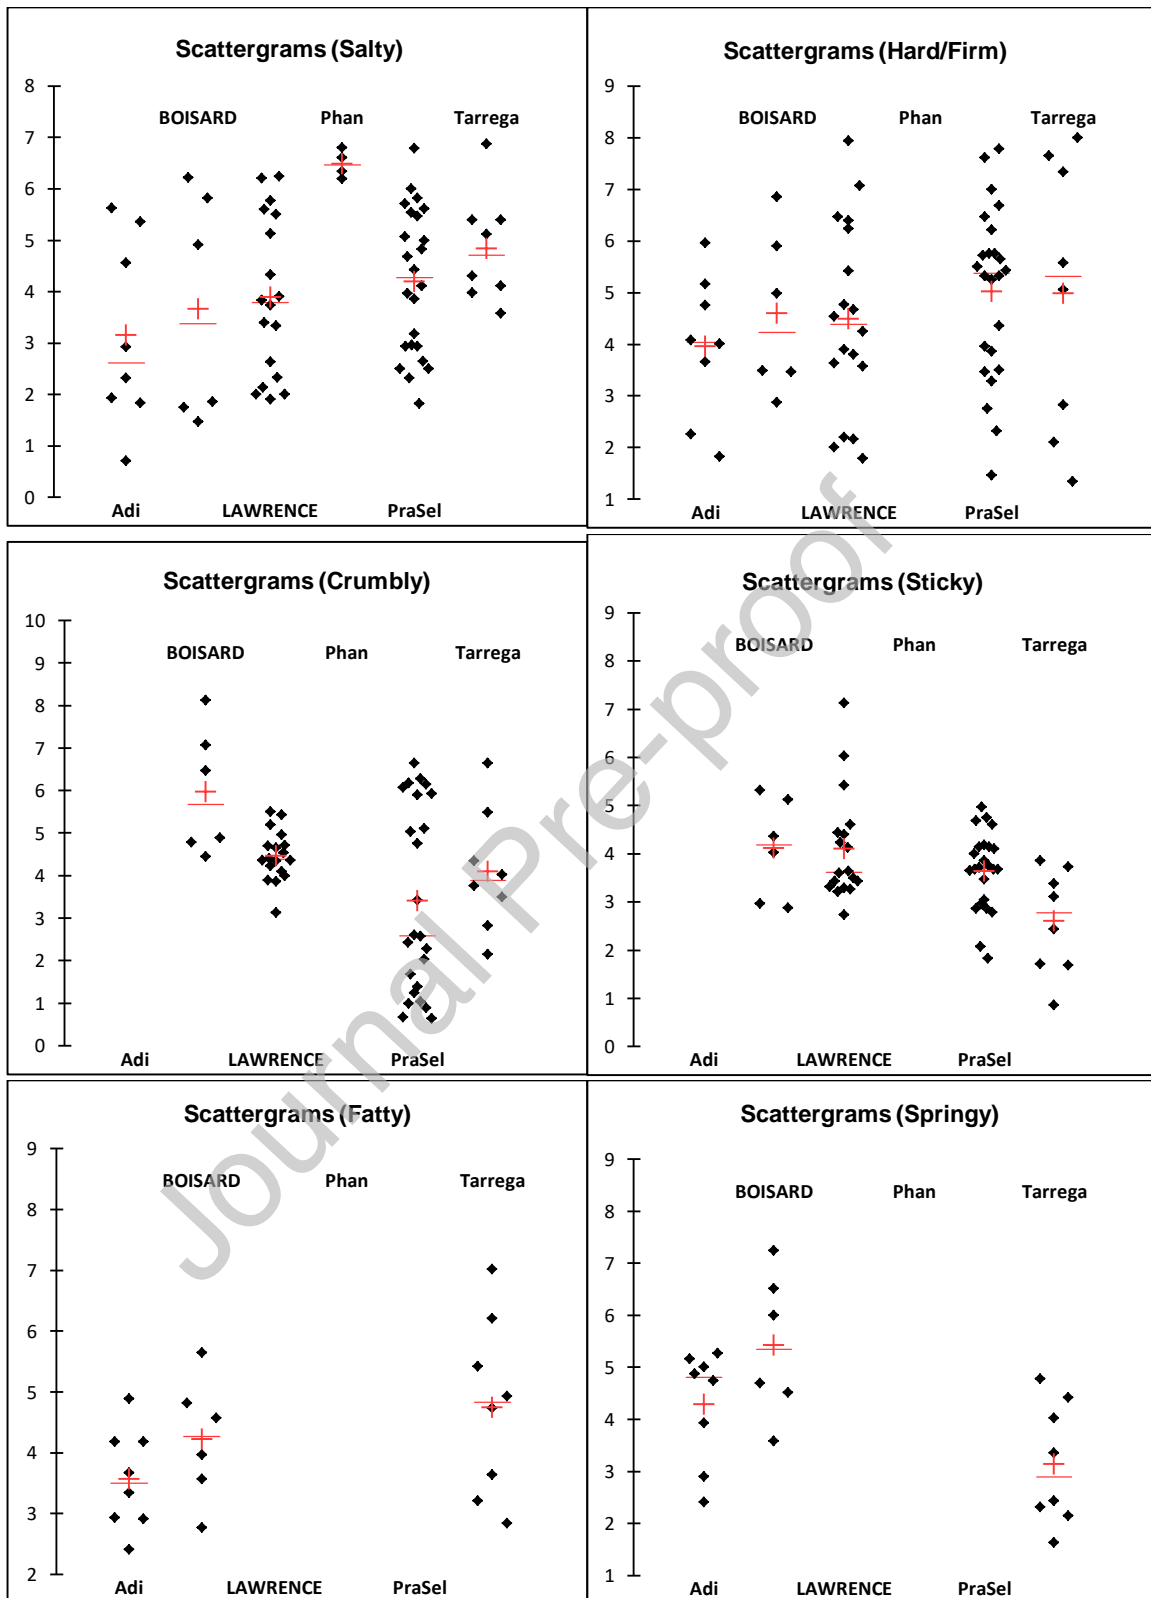 Scattergrams (Salty)
8
7
6
5
4
3
2
1
0
BOISARD
Phan
Tarrega
Adi
LAWRENCE
PraSel
Scattergrams (Hard/Firm)
9
8
7
6
5
4
3
2
1
BOISARD
Phan
Tarrega
Adi
LAWRENCE
PraSel
Scattergrams (Crumbly)
10
9
8
7
6
5
4
3
2
1
0
BOISARD
Phan
Tarrega
Adi
LAWRENCE
PraSel
Scattergrams (Sticky)
9
8
7
6
5
4
3
2
1
0
BOISARD
Phan
Tarrega
Adi
LAWRENCE
PraSel
Scattergrams (Fatty)
9
8
7
6
5
4
3
2
BOISARD
Phan
Tarrega
Adi
LAWRENCE
PraSel
Scattergrams (Springy)
9
8
7
6
5
4
3
2
1
BOISARD
Phan
Tarrega
Adi
LAWRENCE
PraSel
Journal Pre-proof